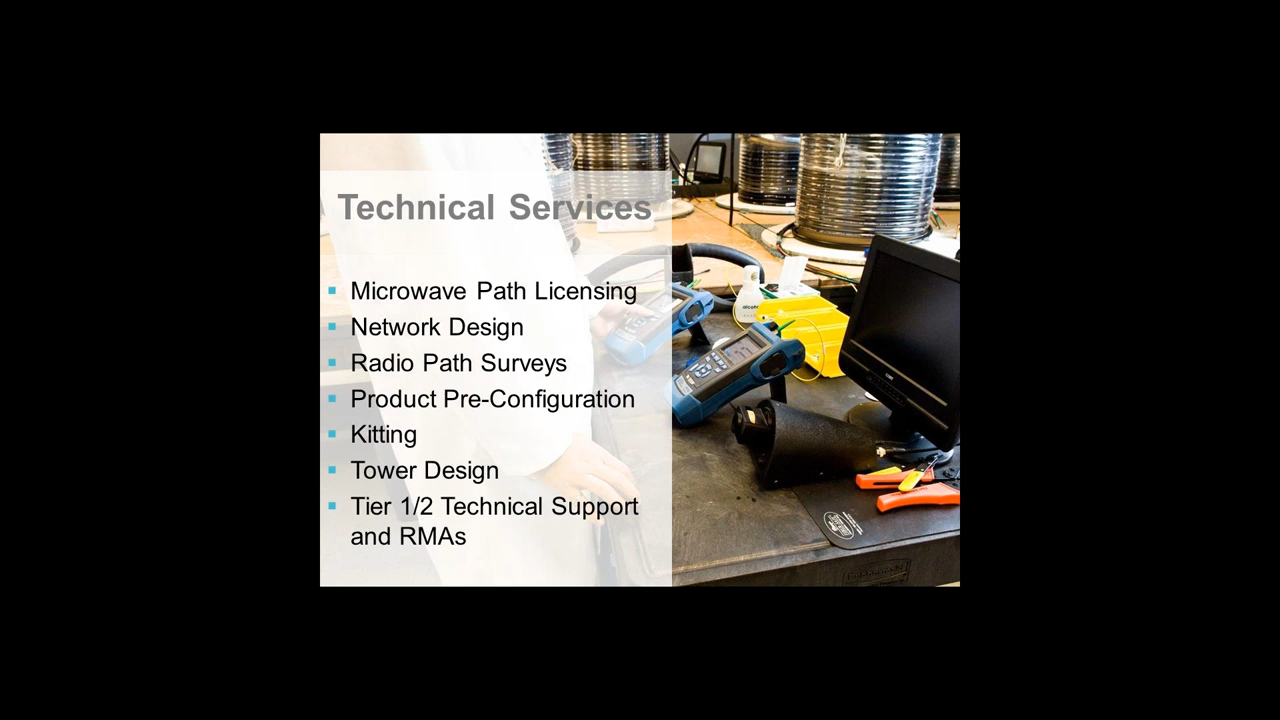 Technical Services
Microwave Path Licensing
Network Design
Radio Path Surveys
Product Pre-Configuration
Kitting
Tower Design
Tier 1/2 Technical Support
and RMAs